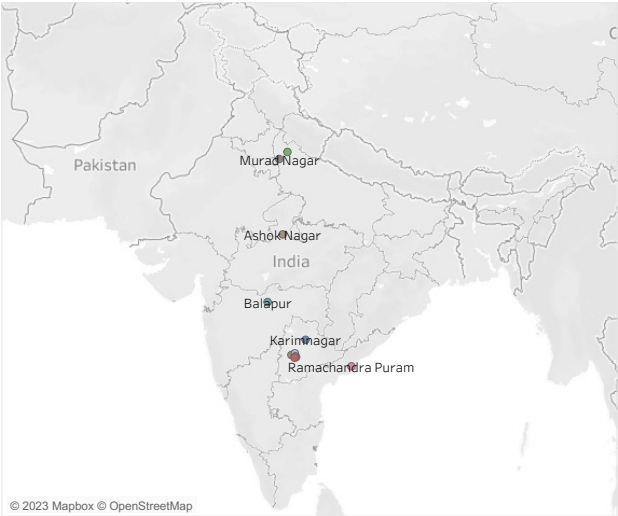 C
Pakistan
Murad Nagar
Ashok Nagar
India
Balapur
Karimnagar
Ramachandra Puram
© 2023 Mapbox © OpenStreetMap